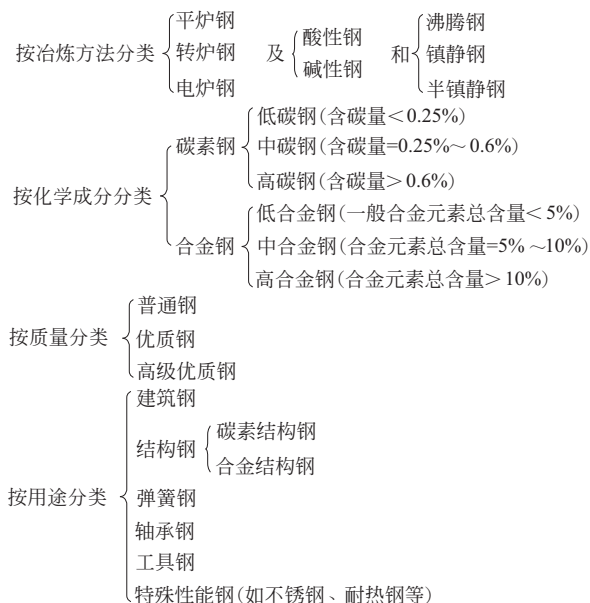 平炉钢
按冶炼方法分类 转炉钢 及 酸性钢 碱性钢 和 沸腾钢 镇静钢
电炉钢 半镇静钢
低碳钢(含碳量<0.25%)
碳素钢 中碳钢(含碳量=0.25%~0.6%)
高碳钢(含碳量>0.6%)
按化学成分分类
低合金钢(一般合金元素总含量<5%)
合金钢 中合金钢(合金元素总含量=5%~10%)
高合金钢(合金元素总含量>10%)
普通钢
按质量分类 优质钢
高级优质钢
建筑钢
结构钢 碳素结构钢
合金结构钢
按用途分类 弹簧钢
轴承钢
工具钢
特殊性能钢(如不锈钢、耐热钢等)